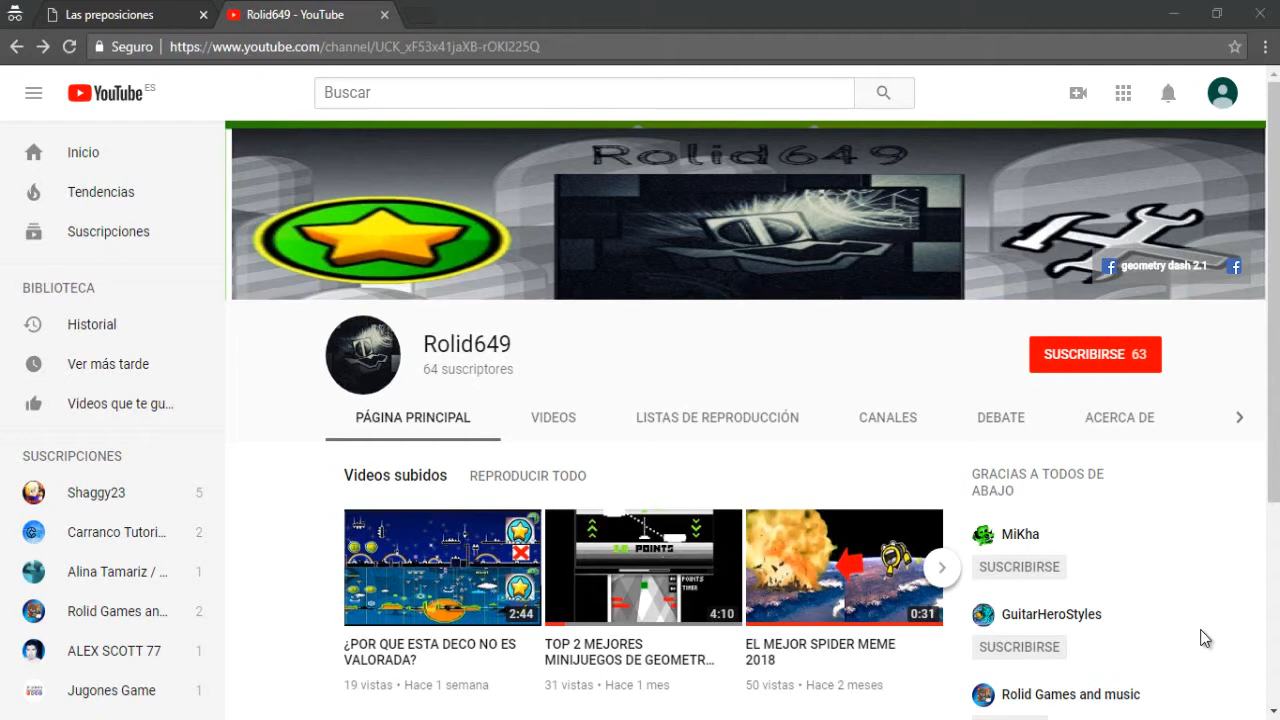 Las preposiciones
Rolid649 - YouTube
Seguro
https://www.youtube.com/channel/UCK_xF53x41jaXB-rOKI225Q
YouTube ES
Buscar
Inicio
Tendencias
Suscripciones
BIBLIOTECA
Historial
Ver más tarde
Videos que te gu...
SUSCRIPCIONES
Shaggy23 5
Carranco Tutori... 2
Alina Tamariz / ... 1
Rolid Games an... 2
ALEX SCOTT 77 1
Jugones Game 1
Rolid649
geometry dash 2.1
Rolid649
64 suscriptores
SUSCRIBIRSE 63
PÁGINA PRINCIPAL
VIDEOS
LISTAS DE REPRODUCCIÓN
CANALES
DEBATE
ACERCA DE
Videos subidos
REPRODUCIR TODO
2:44
¿POR QUE ESTA DECO NO ES
VALORADA?
19 vistas • Hace 1 semana
POINTS
POINTS
TIMER
4:10
TOP 2 MEJORES
MINIJUEGOS DE GEOMETR...
31 vistas • Hace 1 mes
0:31
EL MEJOR SPIDER MEME
2018
50 vistas • Hace 2 meses
GRACIAS A TODOS DE
ABAJO
MiKha
SUSCRIBIRSE
GuitarHeroStyles
SUSCRIBIRSE
Rolid Games and music